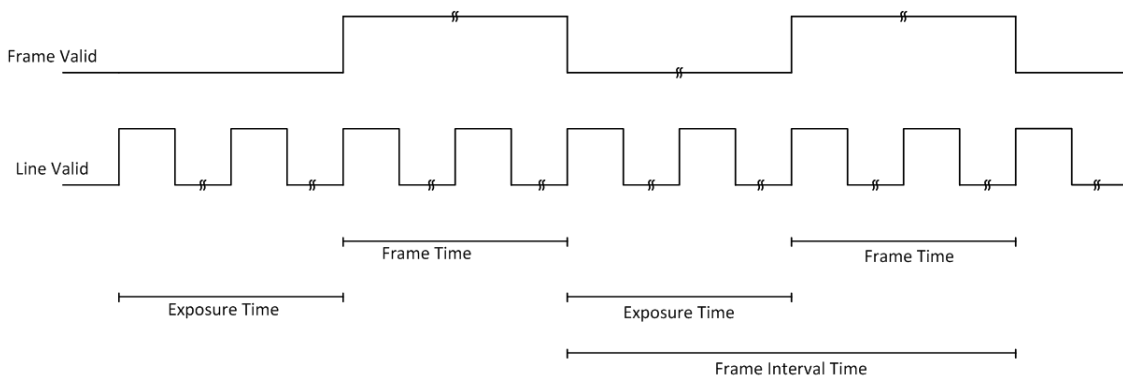 Frame Valid
Line Valid
Frame Time
Frame Time
Exposure Time
Exposure Time
Frame Interval Time